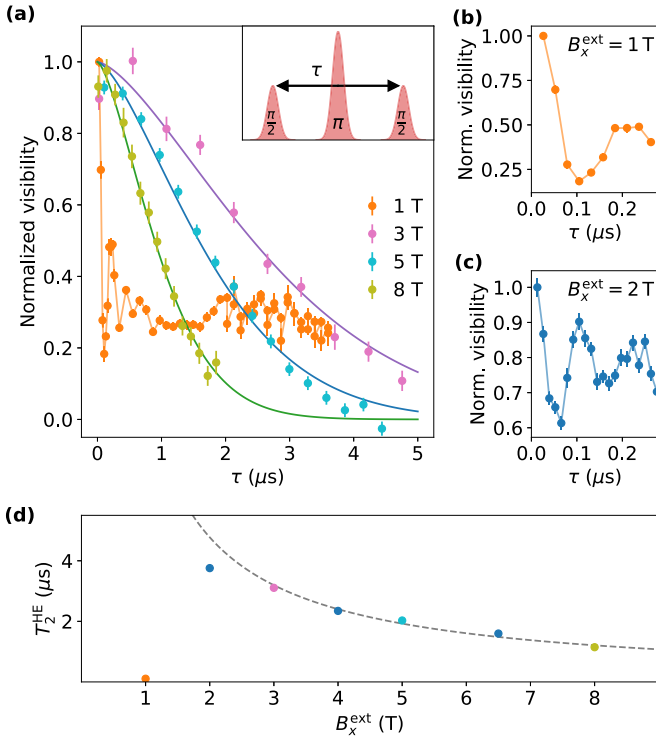 (a)
1.0
0.8
0.6
0.4
0.2
0.0
Normalized visibility
0 1 2 3 4 5
τ (μs)
τ
π/2 π π/2
1 T
3 T
5 T
8 T
(b)
B_x^ext = 1 T
1.00
0.75
0.50
0.25
Norm. visibility
0.0 0.1 0.2
τ (μs)
(c)
B_x^ext = 2 T
1.0
0.9
0.8
0.7
0.6
Norm. visibility
0.0 0.1 0.2
τ (μs)
(d)
4
2
T_2^HE (μs)
1 2 3 4 5 6 7 8
B_x^ext (T)